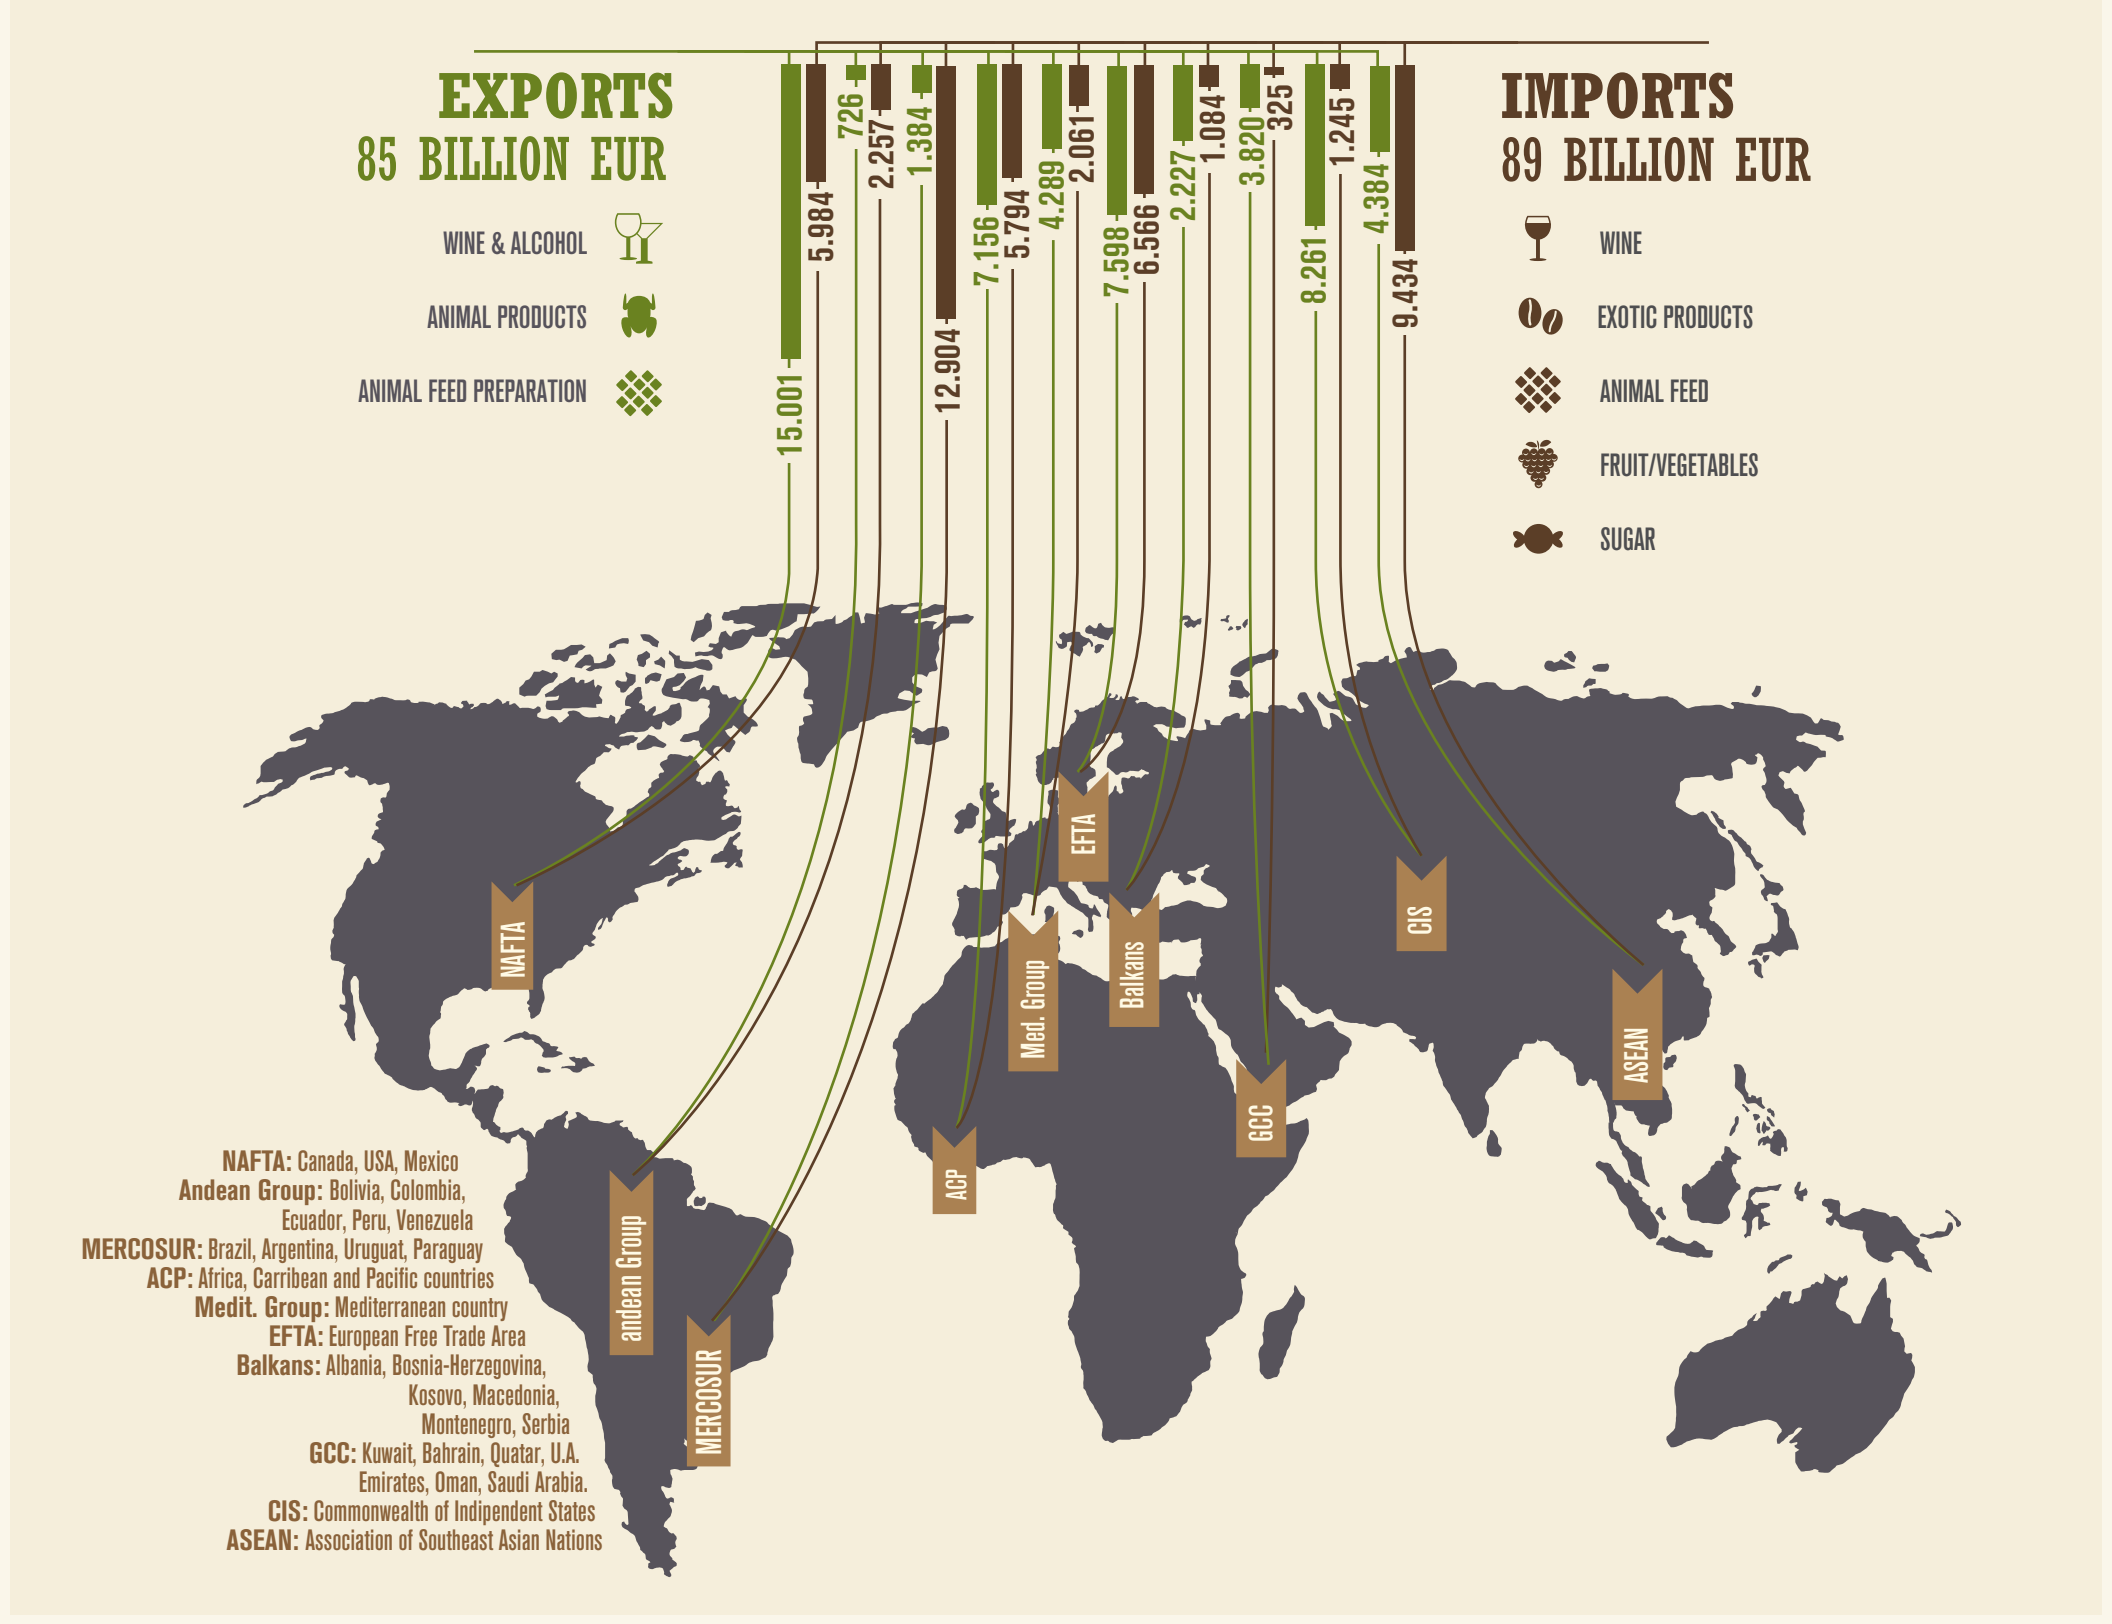 EXPORTS
85 BILLION EUR
WINE & ALCOHOL
ANIMAL PRODUCTS
ANIMAL FEED PREPARATION
15.001
5.984
726
2.257
1.384
12.904
7.156
5.794
4.289
2.061
7.598
6.566
2.227
1.084
3.820
325
8.261
1.245
4.384
9.434
IMPORTS
89 BILLION EUR
WINE
EXOTIC PRODUCTS
ANIMAL FEED
FRUIT/VEGETABLES
SUGAR
NAFTA
andean Group
MERCOSUR
ACP
Med. Group
EFTA
Balkans
GCC
CIS
ASEAN
NAFTA: Canada, USA, Mexico
Andean Group: Bolivia, Colombia,
Ecuador, Peru, Venezuela
MERCOSUR: Brazil, Argentina, Uruguat, Paraguay
ACP: Africa, Carribean and Pacific countries
Medit. Group: Mediterranean country
EFTA: European Free Trade Area
Balkans: Albania, Bosnia-Herzegovina,
Kosovo, Macedonia,
Montenegro, Serbia
GCC: Kuwait, Bahrain, Quatar, U.A.
Emirates, Oman, Saudi Arabia.
CIS: Commonwealth of Indipendent States
ASEAN: Association of Southeast Asian Nations